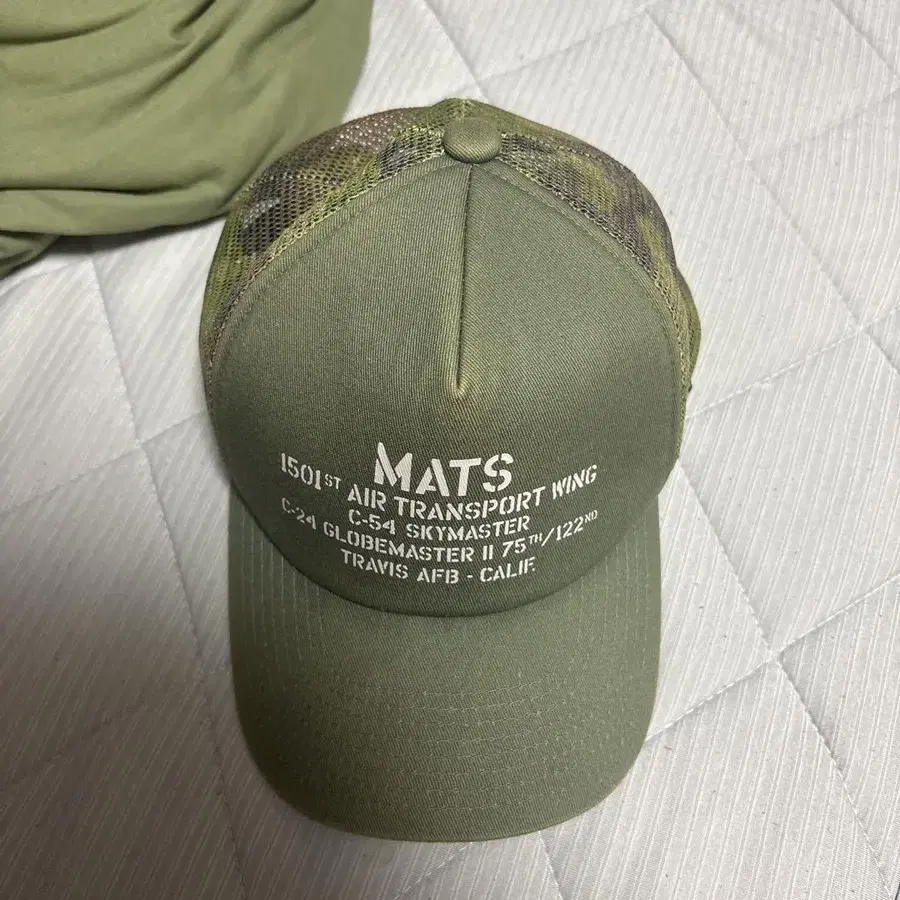 MATS
1501ST AIR TRANSPORT WING
C-54 SKYMASTER
C-24 GLOBEMASTER II 75TH/122ND
TRAVIS AFB - CALIF.